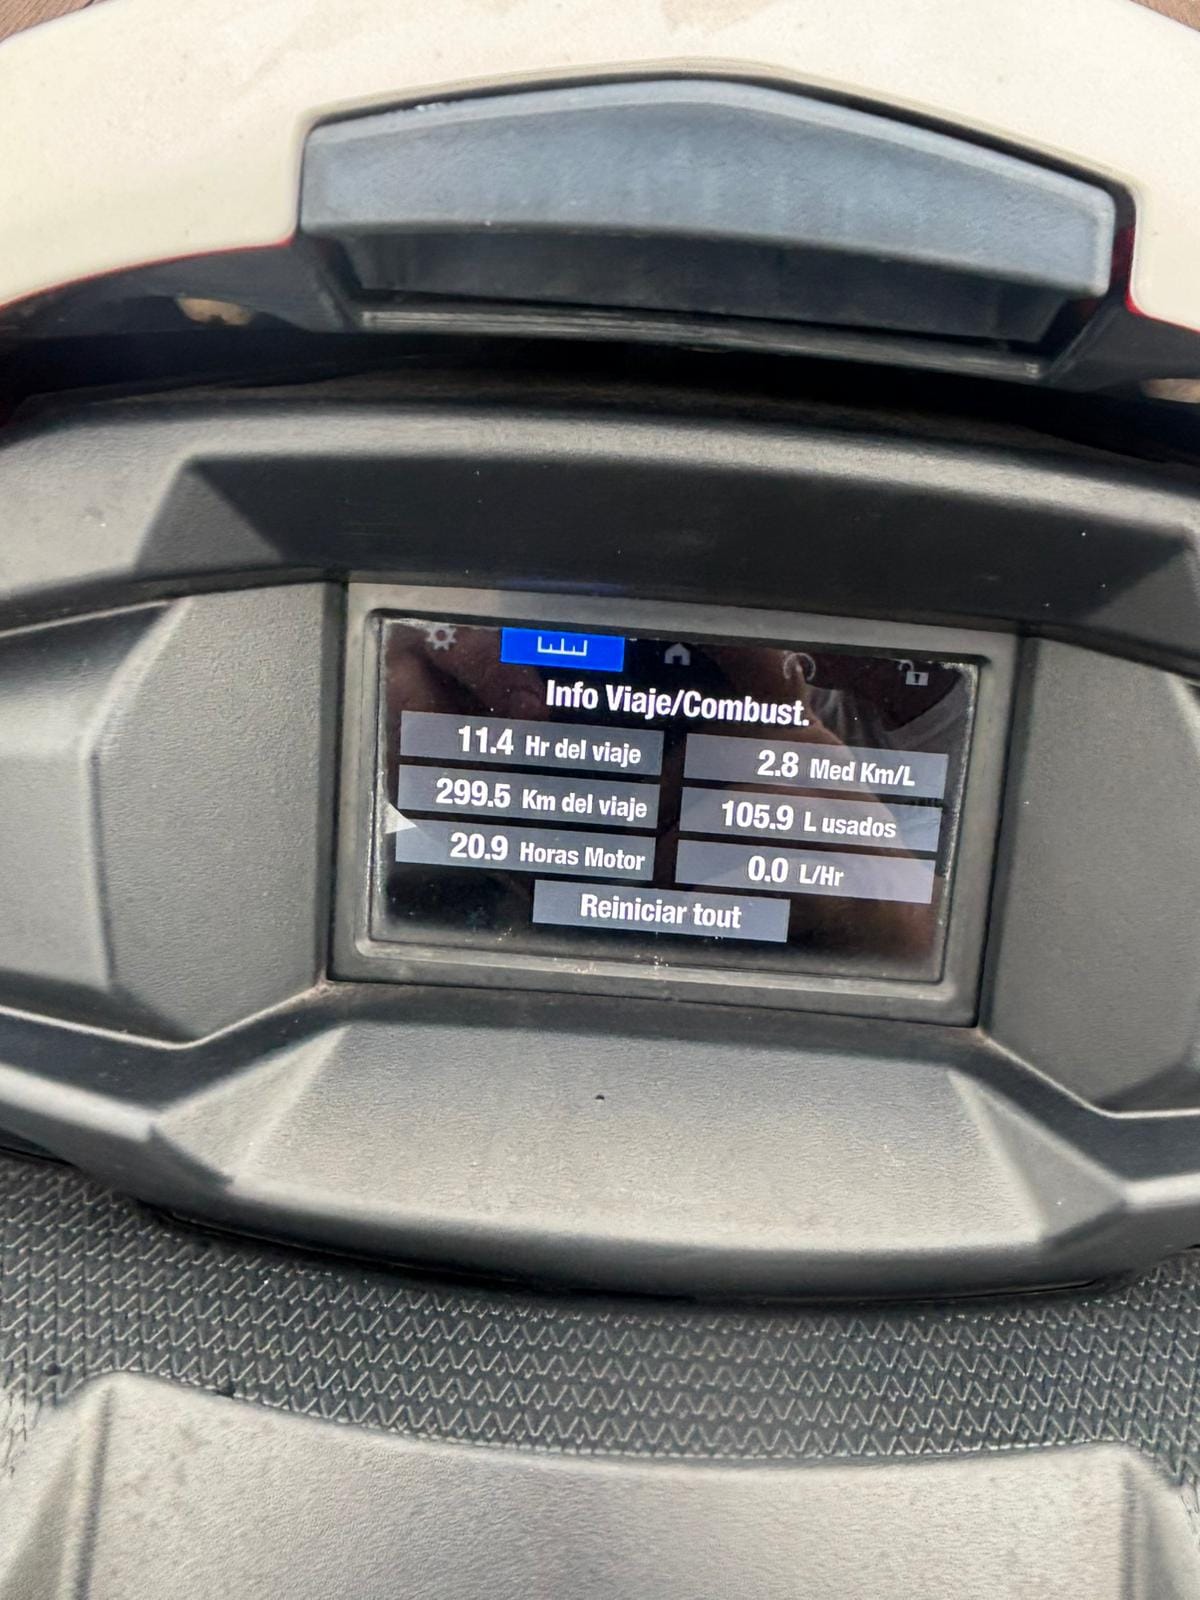 Info Viaje/Combust.
11.4 Hr del viaje
2.8 Med Km/L
299.5 Km del viaje
105.9 L usados
20.9 Horas Motor
0.0 L/Hr
Reiniciar tout